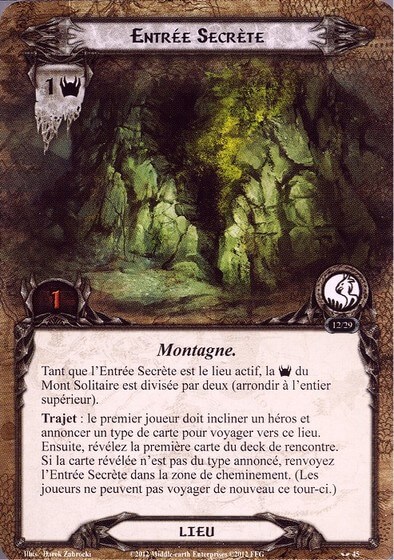 Entrée Secrète
1
1
12/29
Montagne.
Tant que l'Entrée Secrète est le lieu actif, la du
Mont Solitaire est divisée par deux (arrondir à l'entier
supérieur).
Trajet : le premier joueur doit incliner un héros et
annoncer un type de carte pour voyager vers ce lieu.
Ensuite, révélez la première carte du deck de rencontre.
Si la carte révélée n'est pas du type annoncé, renvoyez
l'Entrée Secrète dans la zone de cheminement. (Les
joueurs ne peuvent pas voyager de nouveau ce tour-ci.)
LIEU
Illus. Darek Zabrocki ©2012 Middle-earth Enterprises ©2012 FFG 45